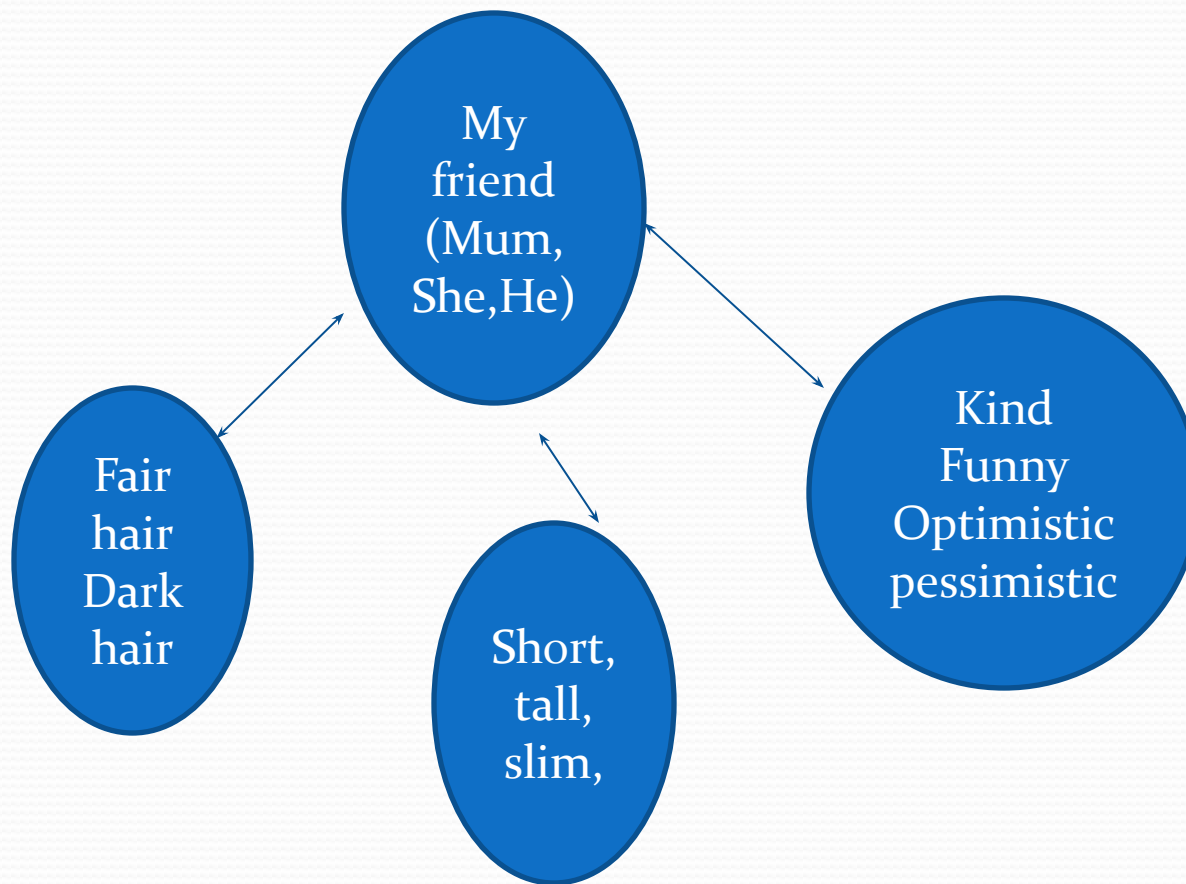 My
friend
(Mum,
She,He)
Fair
hair
Dark
hair
Short,
tall,
slim,
Kind
Funny
Optimistic
pessimistic